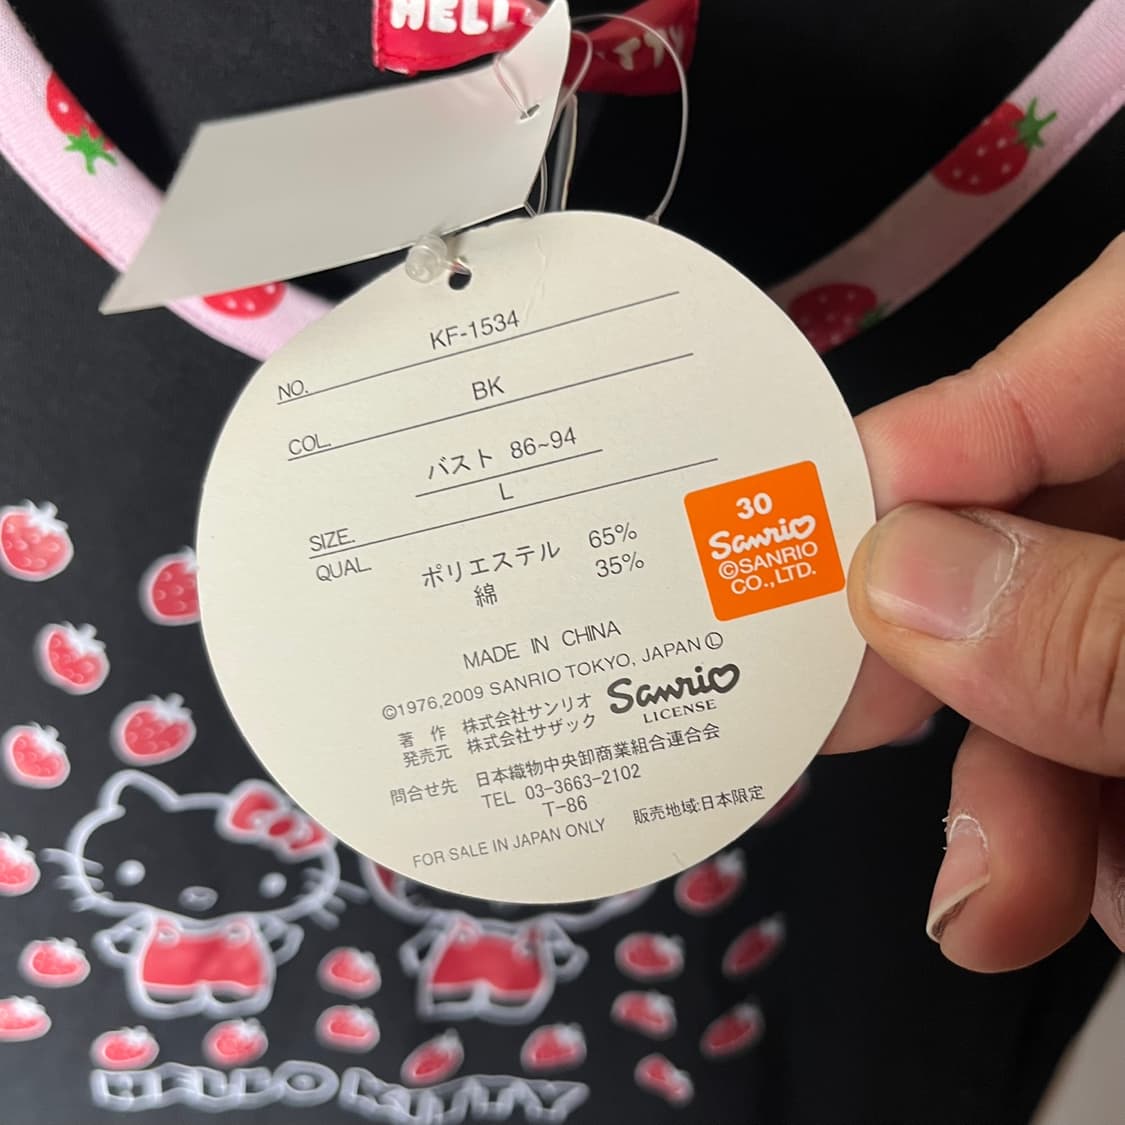 HELLO KITTY
NO. KF-1534
COL. BK
バスト 86~94
SIZE. L
QUAL. ポリエステル 65%
綿 35%
30
Sanrio
©SANRIO
CO.,LTD.
MADE IN CHINA
©1976,2009 SANRIO TOKYO, JAPAN Ⓛ
著 作 株式会社サンリオ
発売元 株式会社サザック
Sanrio
LICENSE
問合せ先 日本織物中央卸商業組合連合会
TEL 03-3663-2102
T-86
FOR SALE IN JAPAN ONLY 販売地域:日本限定
HELLO KITTY